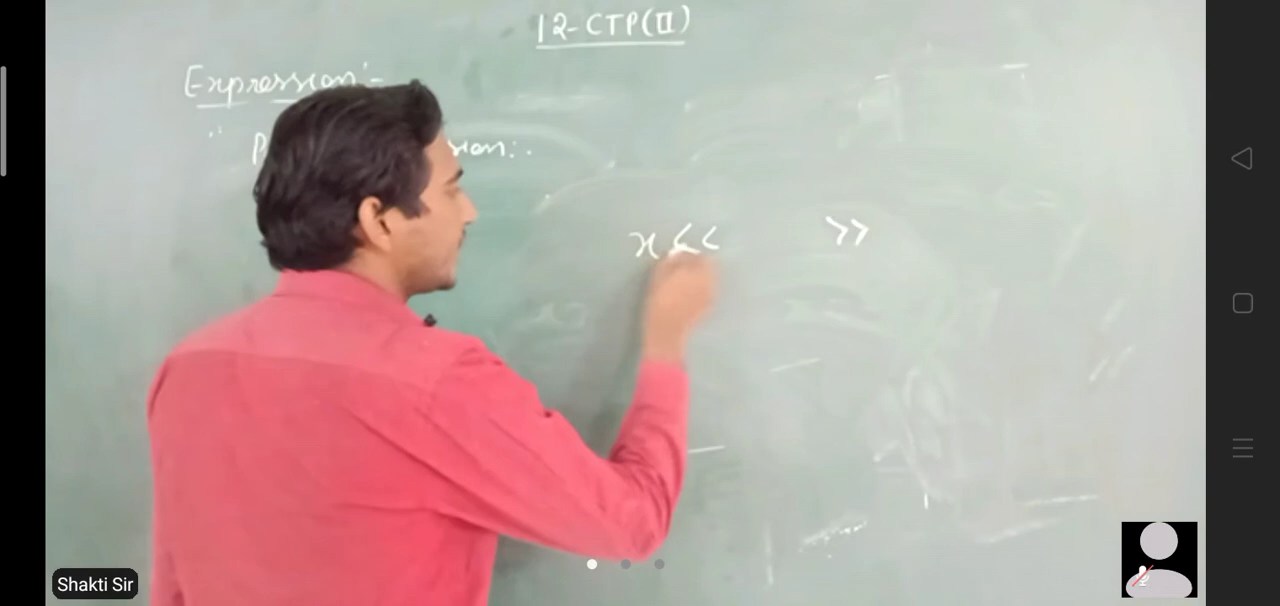 12-CTP(II)
Expression:-
x << >>
Shakti Sir